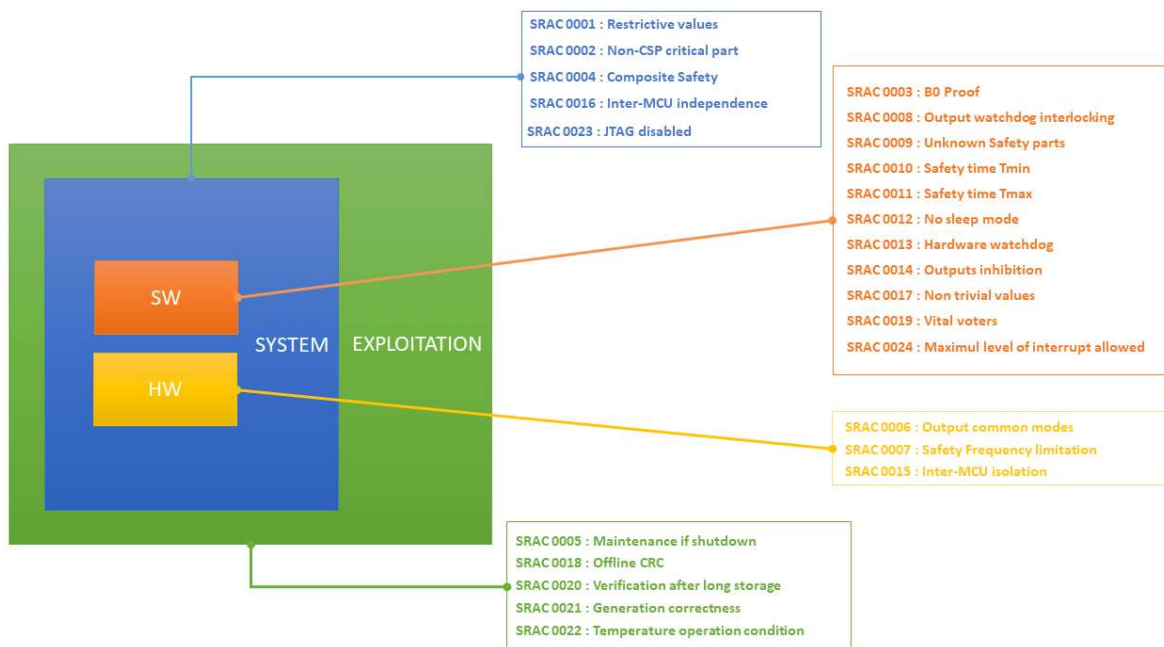 SRAC 0001 : Restrictive values
SRAC 0002 : Non-CSP critical part
SRAC 0004 : Composite Safety
SRAC 0016 : Inter-MCU independence
SRAC 0023 : JTAG disabled
SRAC 0003 : B0 Proof
SRAC 0008 : Output watchdog interlocking
SRAC 0009 : Unknown Safety parts
SRAC 0010 : Safety time Tmin
SRAC 0011 : Safety time Tmax
SRAC 0012 : No sleep mode
SRAC 0013 : Hardware watchdog
SRAC 0014 : Outputs inhibition
SRAC 0017 : Non trivial values
SRAC 0019 : Vital voters
SRAC 0024 : Maximul level of interrupt allowed
SW
SYSTEM
EXPLOITATION
HW
SRAC 0006 : Output common modes
SRAC 0007 : Safety Frequency limitation
SRAC 0015 : Inter-MCU isolation
SRAC 0005 : Maintenance if shutdown
SRAC 0018 : Offline CRC
SRAC 0020 : Verification after long storage
SRAC 0021 : Generation correctness
SRAC 0022 : Temperature operation condition